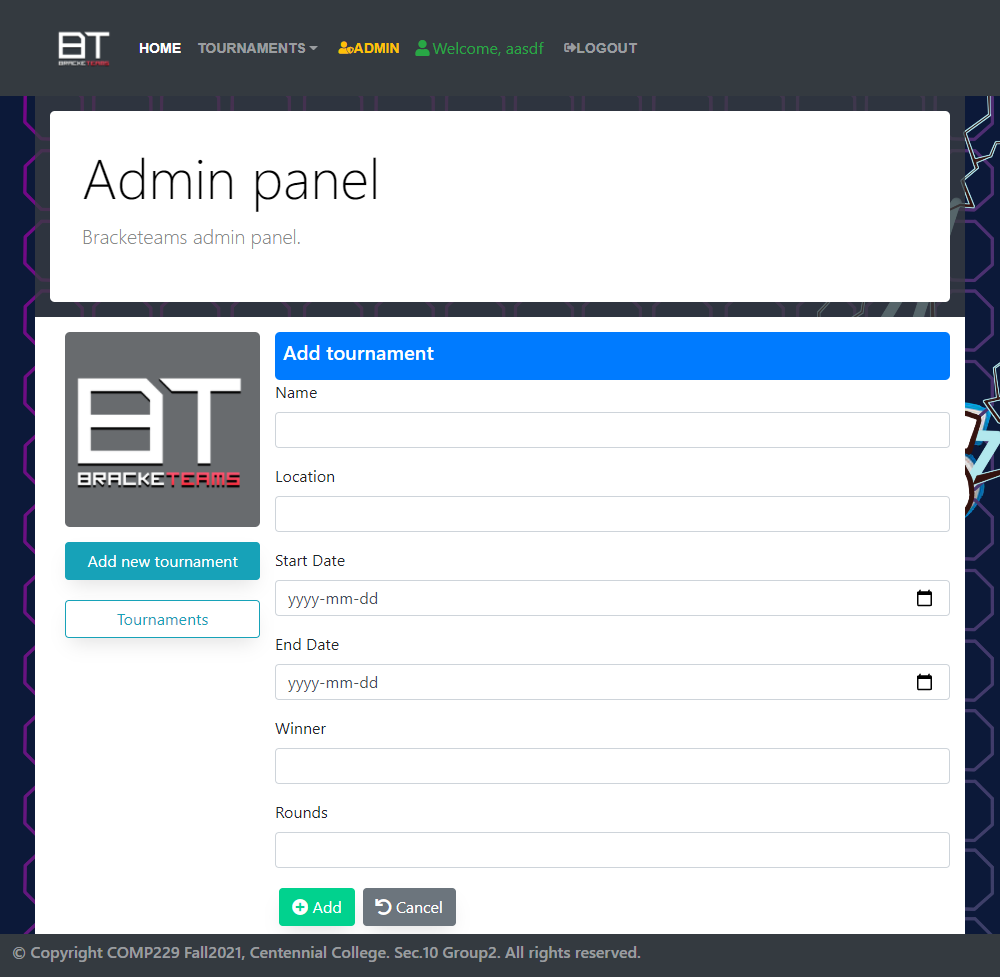 BT
BRACKETEAMS
HOME TOURNAMENTS ADMIN Welcome, aasdf LOGOUT
Admin panel
Bracketeams admin panel.
BT
BRACKETEAMS
Add new tournament
Tournaments
Add tournament
Name
Location
Start Date
yyyy-mm-dd
End Date
yyyy-mm-dd
Winner
Rounds
Add Cancel
© Copyright COMP229 Fall2021, Centennial College. Sec.10 Group2. All rights reserved.